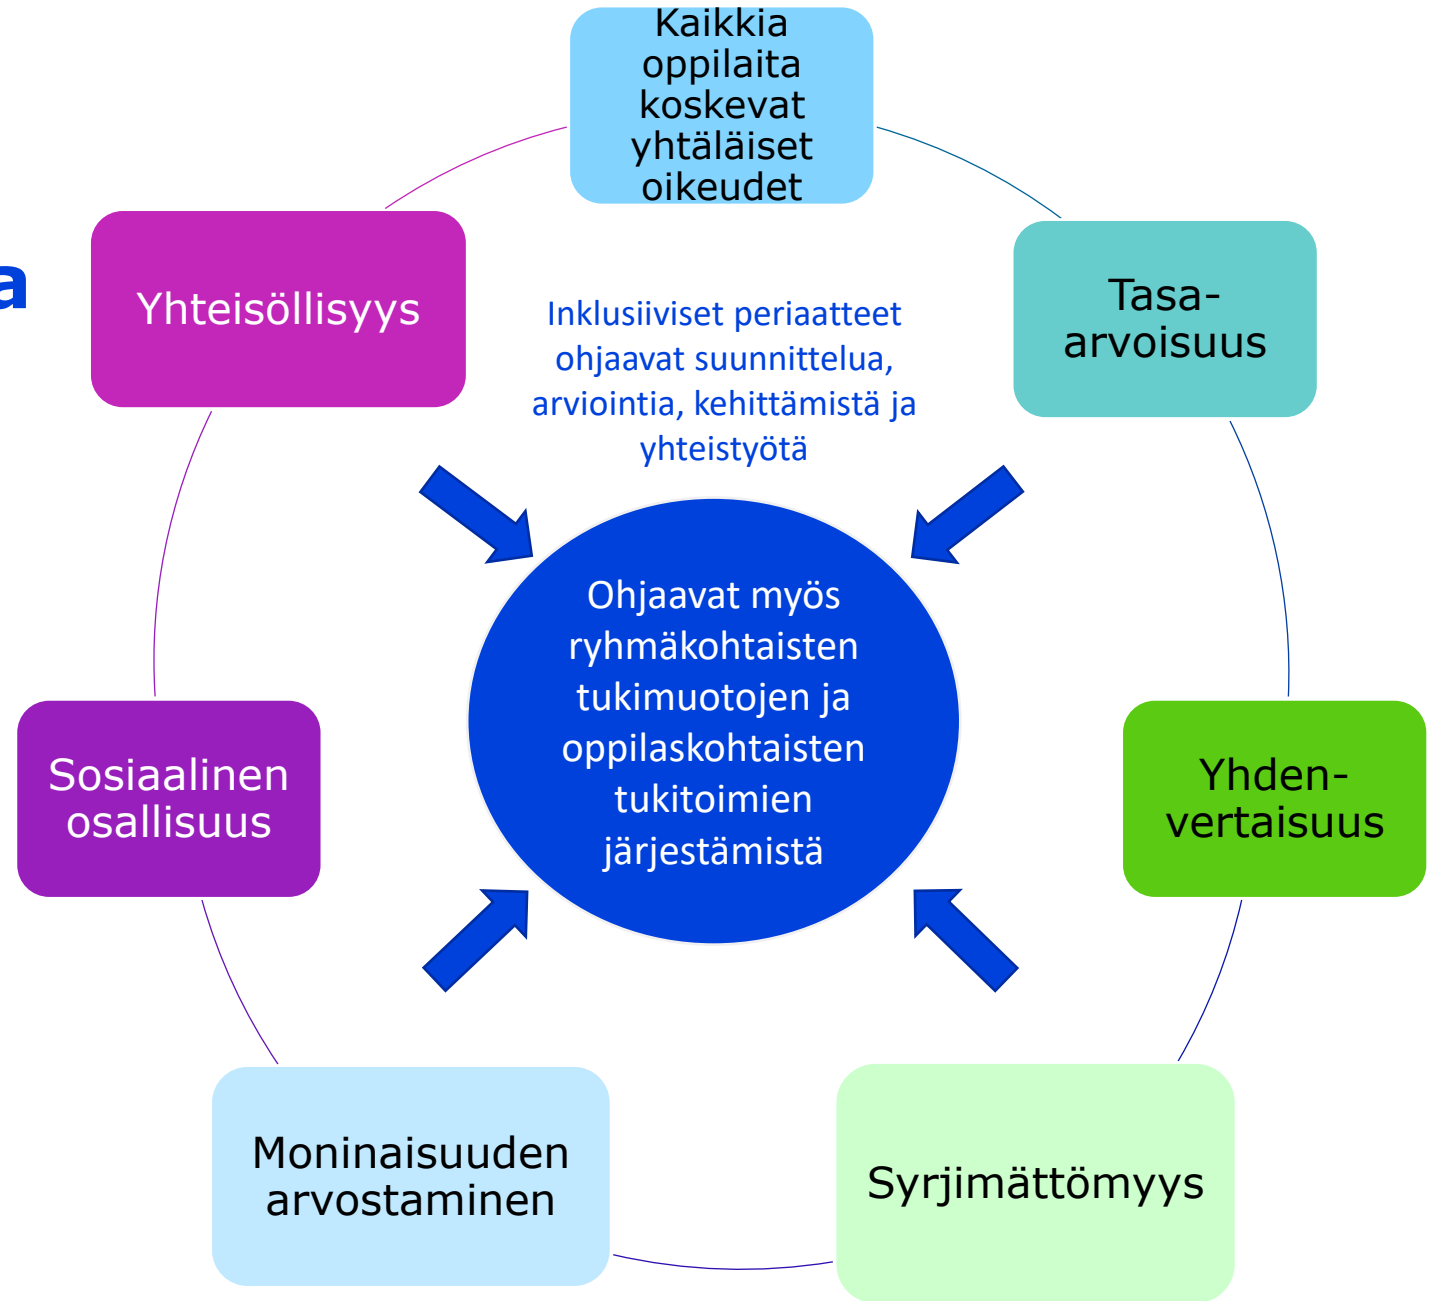 Kaikkia
oppilaita
koskevat
yhtäläiset
oikeudet
a
Yhteisöllisyys
Inklusiiviset periaatteet
ohjaavat suunnittelua,
arviointia, kehittämistä ja
yhteistyötä
Tasa-
arvoisuus
Ohjaavat myös
ryhmäkohtaisten
tukimuotojen ja
oppilaskohtaisten
tukitoimien
järjestämistä
Sosiaalinen
osallisuus
Yhden-
vertaisuus
Moninaisuuden
arvostaminen
Syrjimättömyys